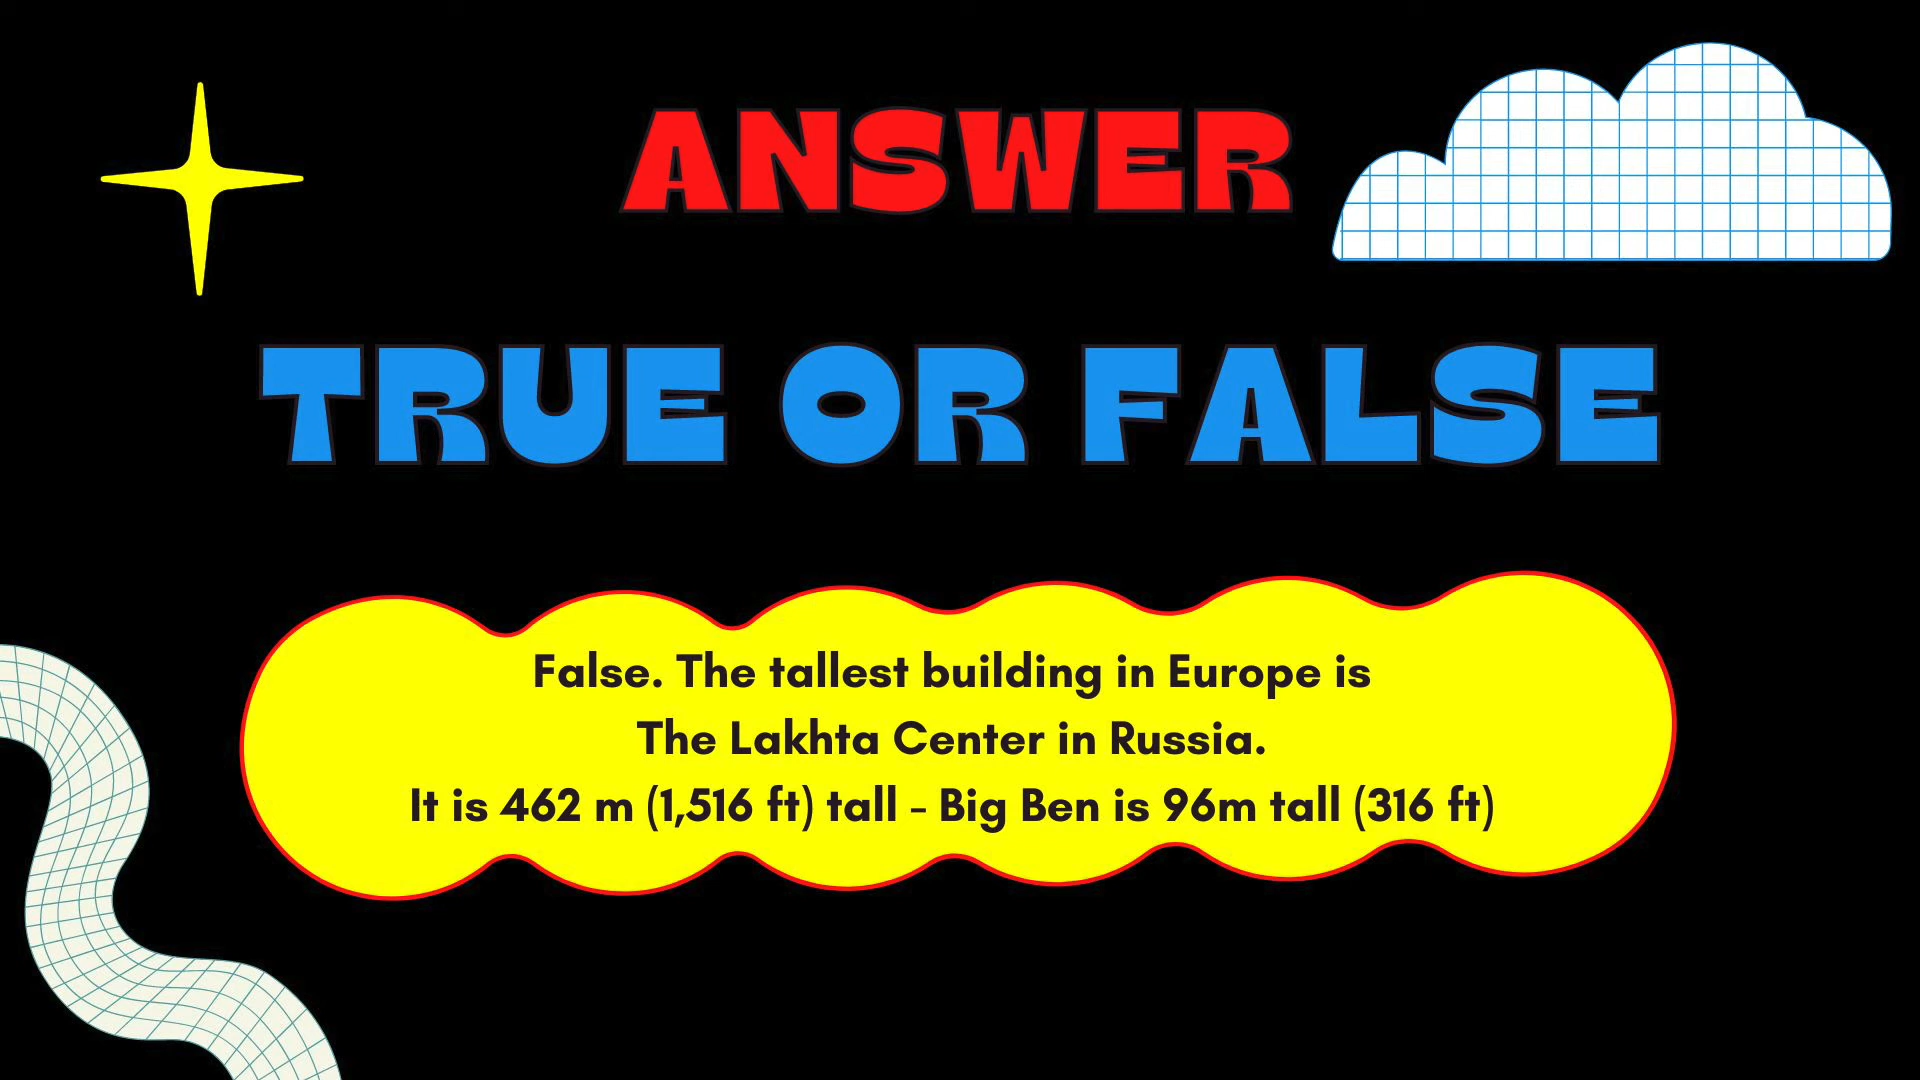 ANSWER
TRUE OR FALSE
False. The tallest building in Europe is
The Lakhta Center in Russia.
It is 462 m (1,516 ft) tall - Big Ben is 96m tall (316 ft)